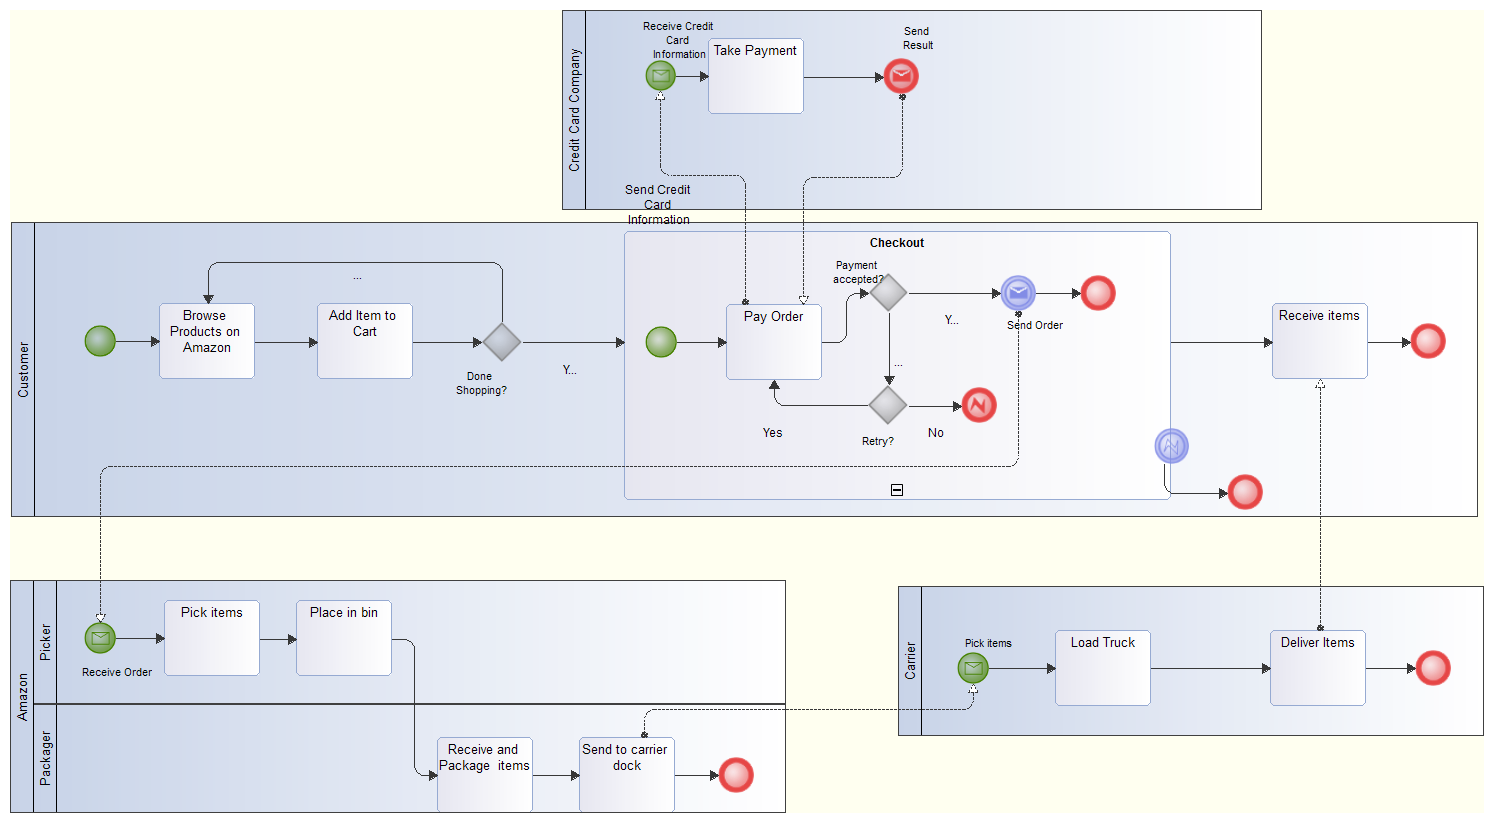 Credit Card Company
Receive Credit
Card
Information
Take Payment
Send
Result
Send Credit
Card
Information
Customer
...
Browse
Products on
Amazon
Add Item to
Cart
Done
Shopping?
Y...
Checkout
Pay Order
Payment
accepted?
Y...
Send Order
...
Yes
Retry?
No
Receive items
Amazon
Picker
Receive Order
Pick items
Place in bin
Packager
Receive and
Package items
Send to carrier
dock
Carrier
Pick items
Load Truck
Deliver Items